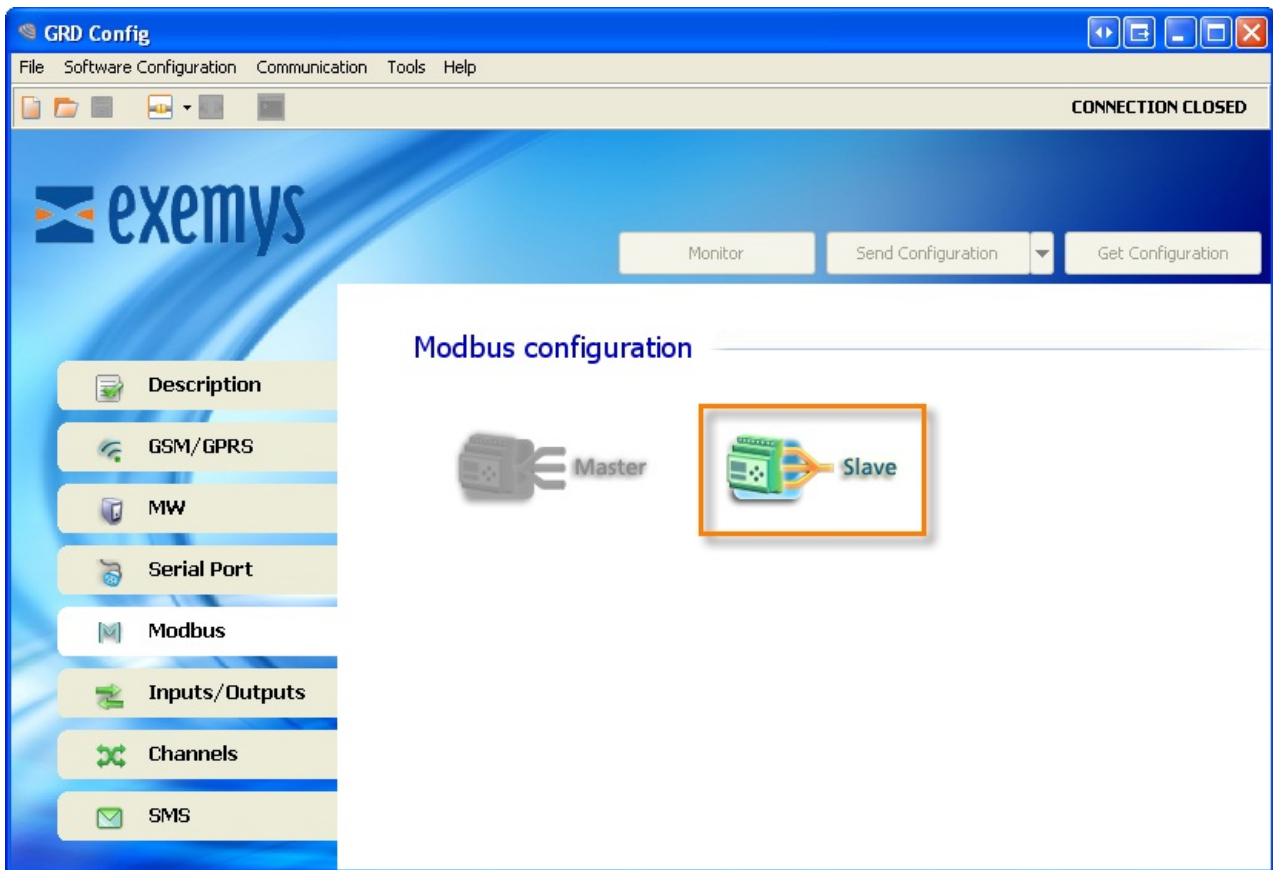 GRD Config
File Software Configuration Communication Tools Help
CONNECTION CLOSED
exemys
Monitor
Send Configuration
Get Configuration
Modbus configuration
Master
Slave
Description
GSM/GPRS
MW
Serial Port
Modbus
Inputs/Outputs
Channels
SMS